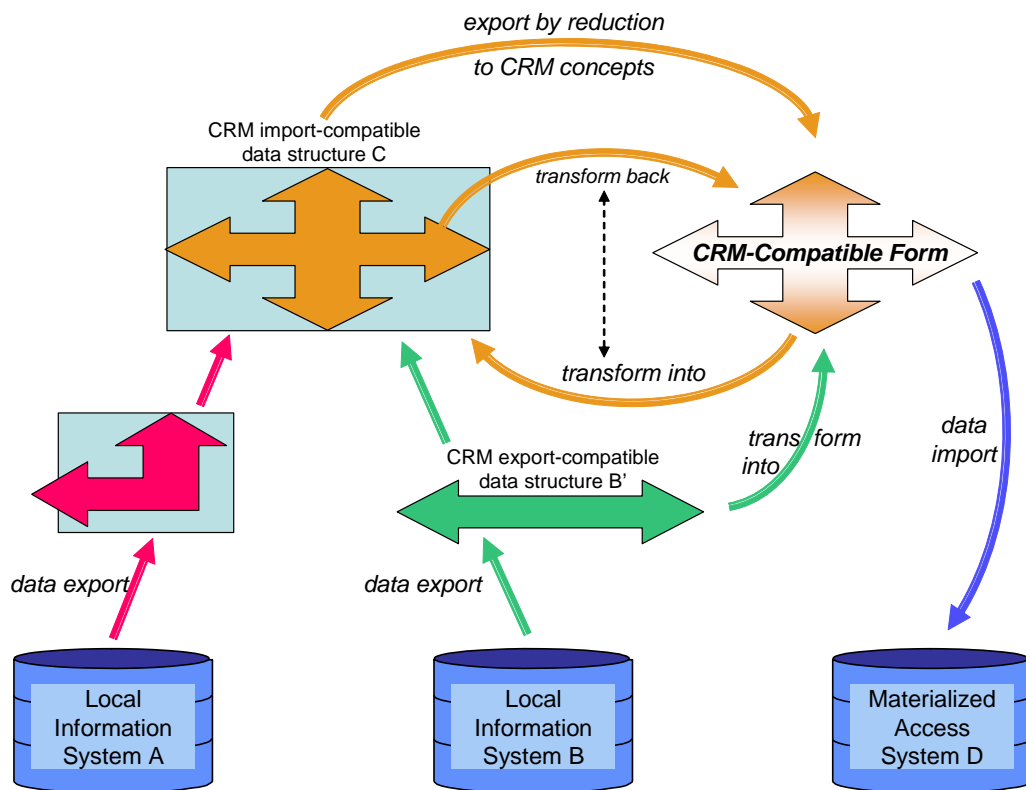 export by reduction
to CRM concepts
CRM import-compatible
data structure C
transform back
CRM-Compatible Form
transform into
trans form
into
data
import
CRM export-compatible
data structure B’
data export
data export
Local
Information
System A
Local
Information
System B
Materialized
Access
System D